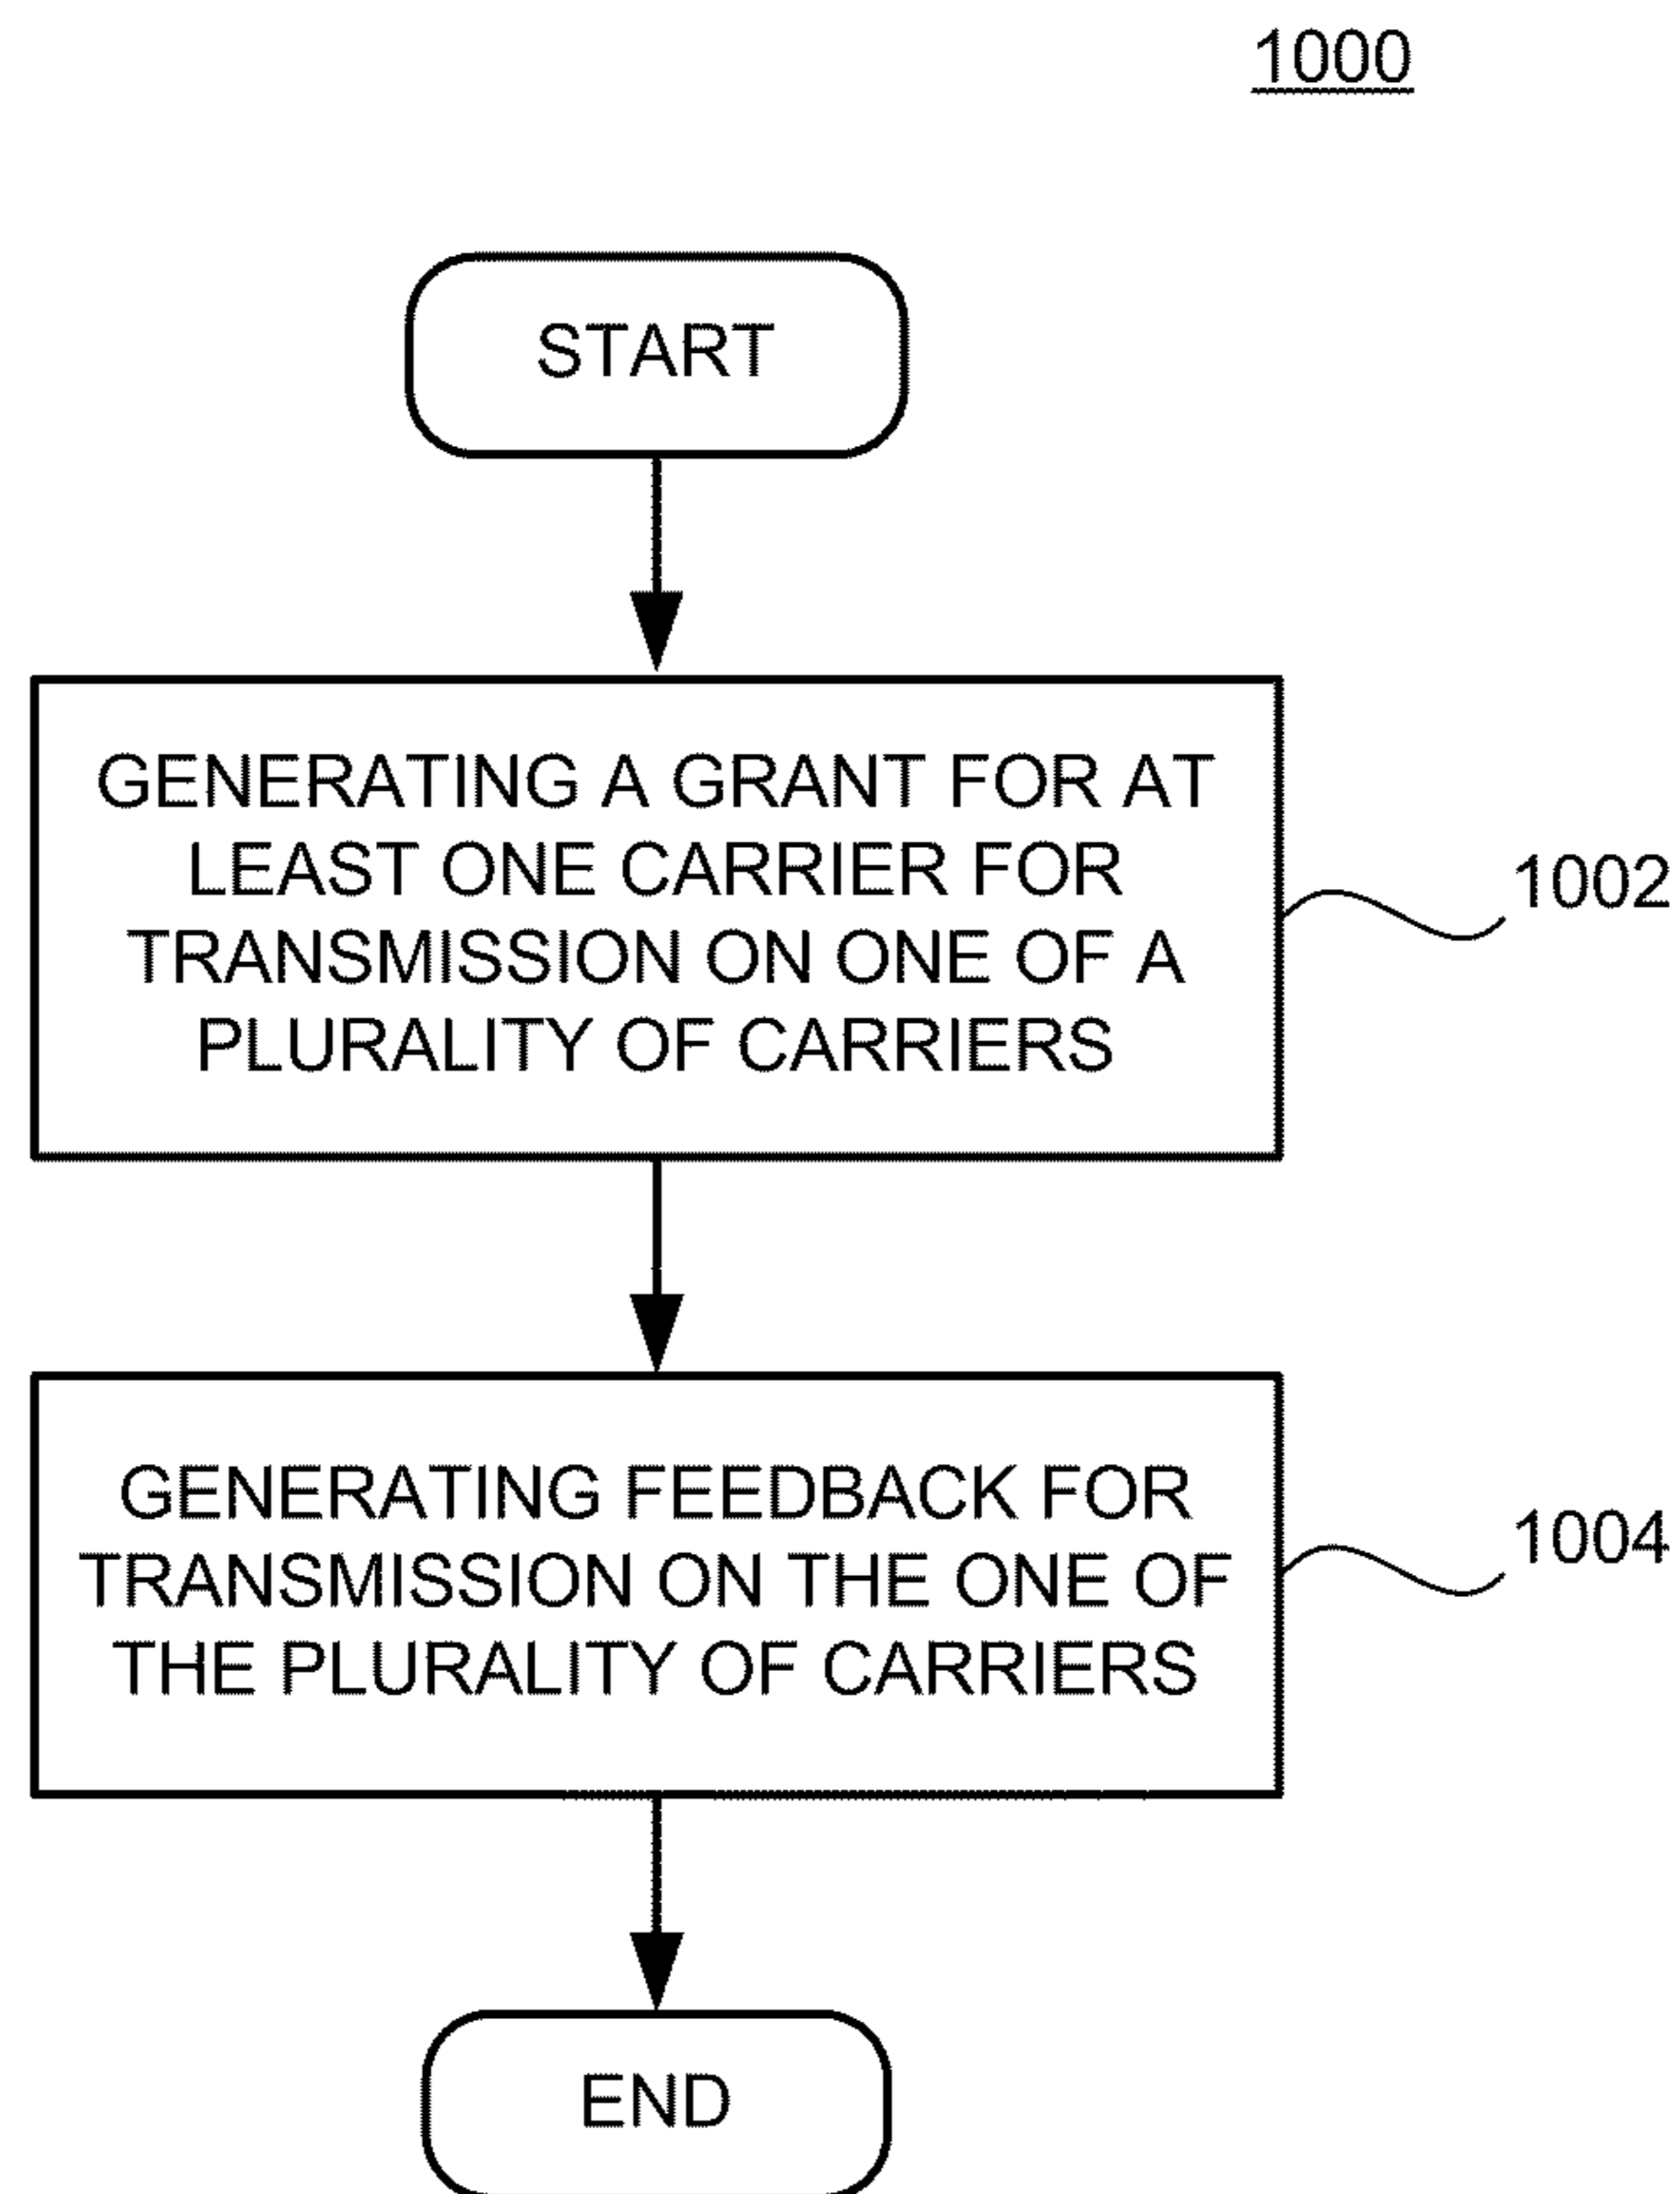 1000
START
GENERATING A GRANT FOR AT
LEAST ONE CARRIER FOR
TRANSMISSION ON ONE OF A
PLURALITY OF CARRIERS
1002
GENERATING FEEDBACK FOR
TRANSMISSION ON THE ONE OF
THE PLURALITY OF CARRIERS
1004
END